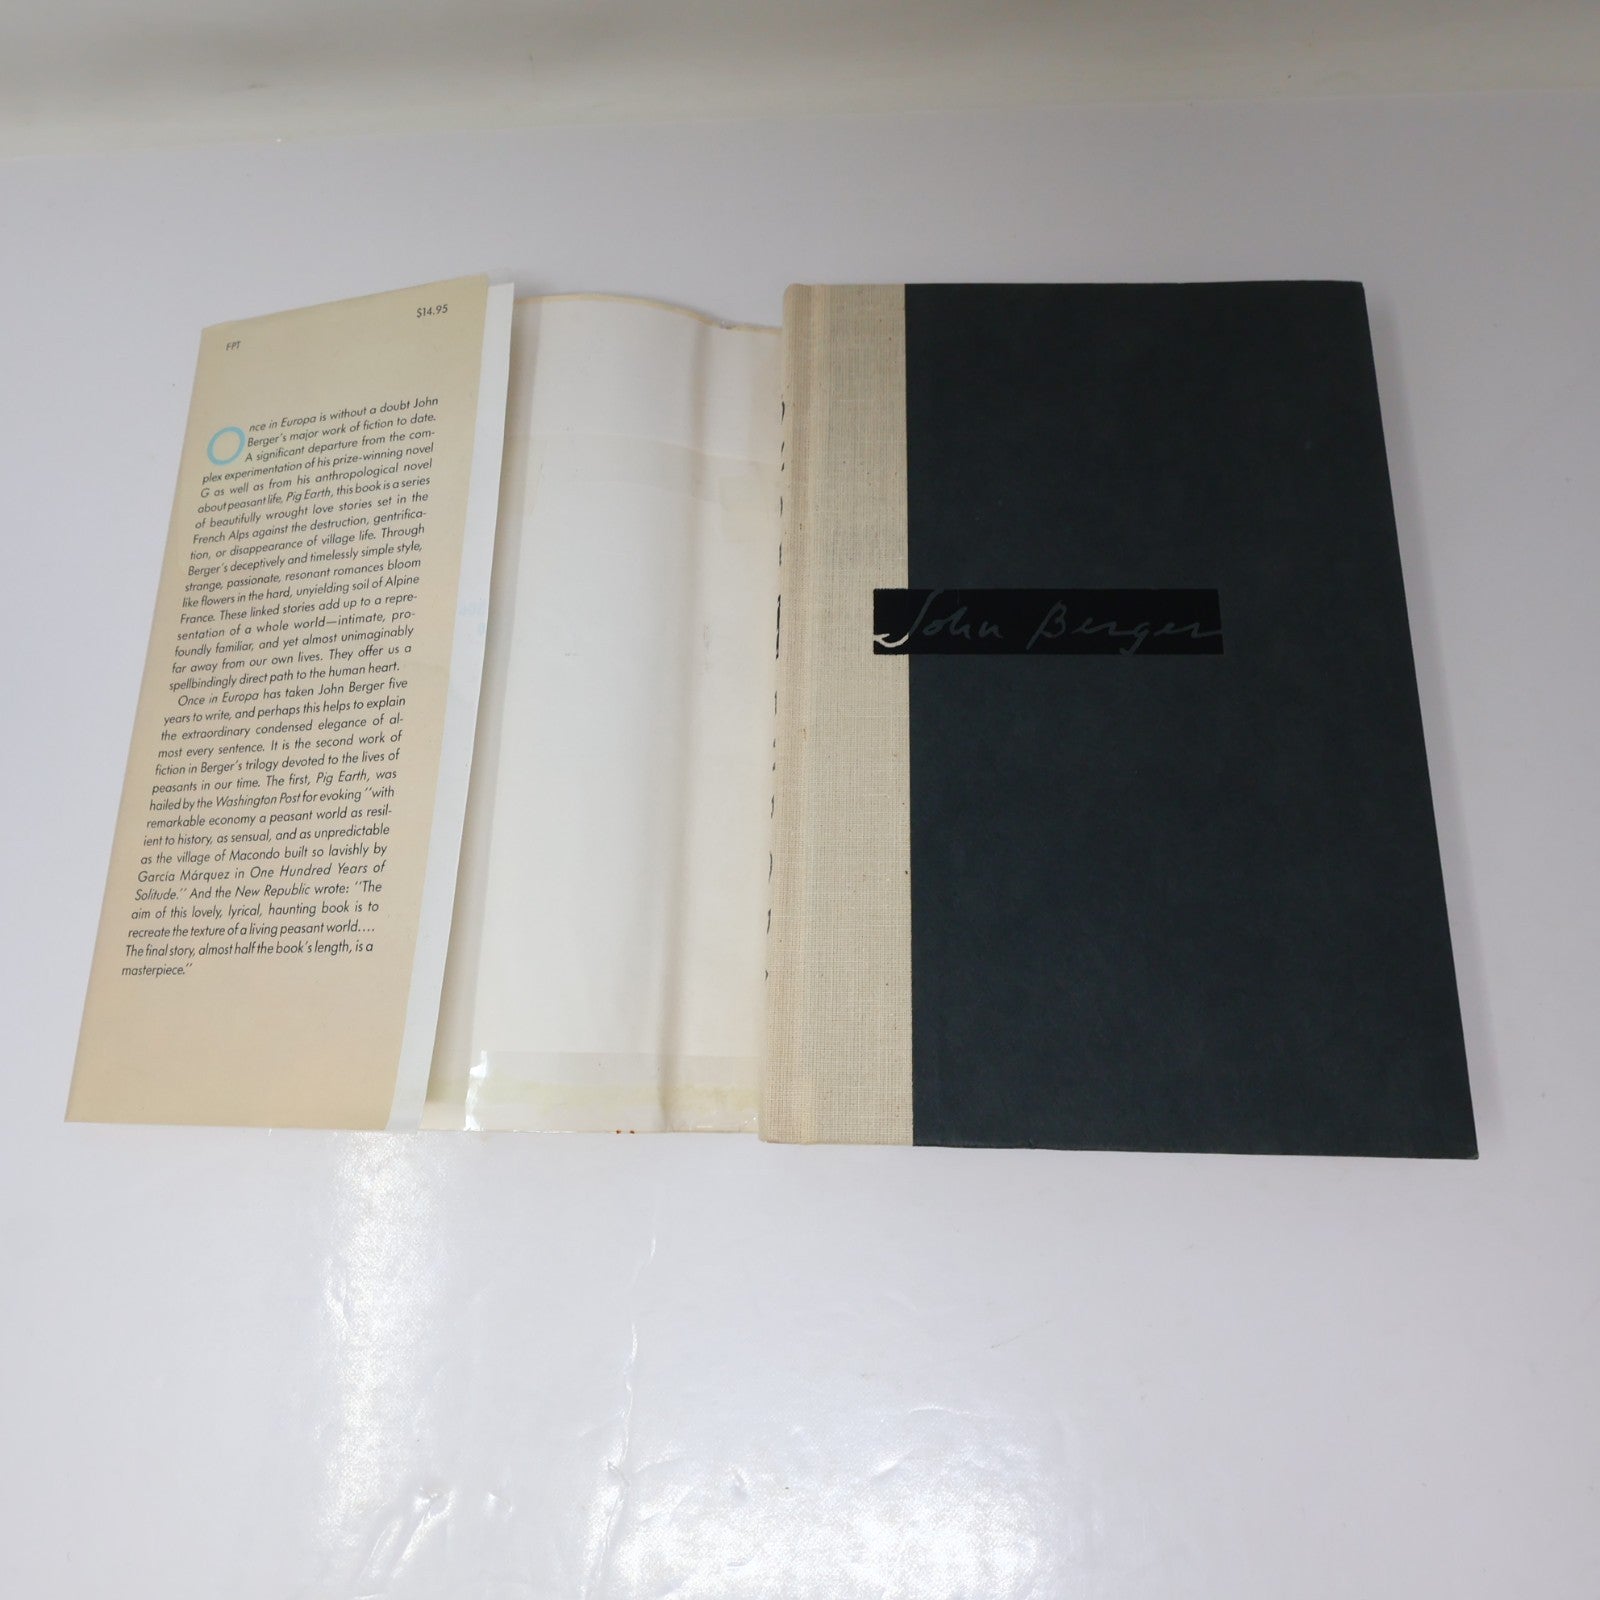 $14.95
FPT
Once in Europa is without a doubt John
Berger's major work of fiction to date.
A significant departure from the com-
plex experimentation of his prize-winning novel
G as well as from his anthropological novel
about peasant life, Pig Earth, this book is a series
of beautifully wrought love stories set in the
French Alps against the destruction, gentrifica-
tion, or disappearance of village life. Through
Berger's deceptively and timelessly simple style,
strange, passionate, resonant romances bloom
like flowers in the hard, unyielding soil of Alpine
France. These linked stories add up to a repre-
sentation of a whole world—intimate, pro-
foundly familiar, and yet almost unimaginably
far away from our own lives. They offer us a
spellbindingly direct path to the human heart.
Once in Europa has taken John Berger five
years to write, and perhaps this helps to explain
the extraordinary condensed elegance of al-
most every sentence. It is the second work of
fiction in Berger's trilogy devoted to the lives of
peasants in our time. The first, Pig Earth, was
hailed by the Washington Post for evoking "with
remarkable economy a peasant world as resil-
ient to history, as sensual, and as unpredictable
as the village of Macondo built so lavishly by
García Márquez in One Hundred Years of
Solitude." And the New Republic wrote: "The
aim of this lovely, lyrical, haunting book is to
recreate the texture of a living peasant world....
The final story, almost half the book's length, is a
masterpiece."
John Berger